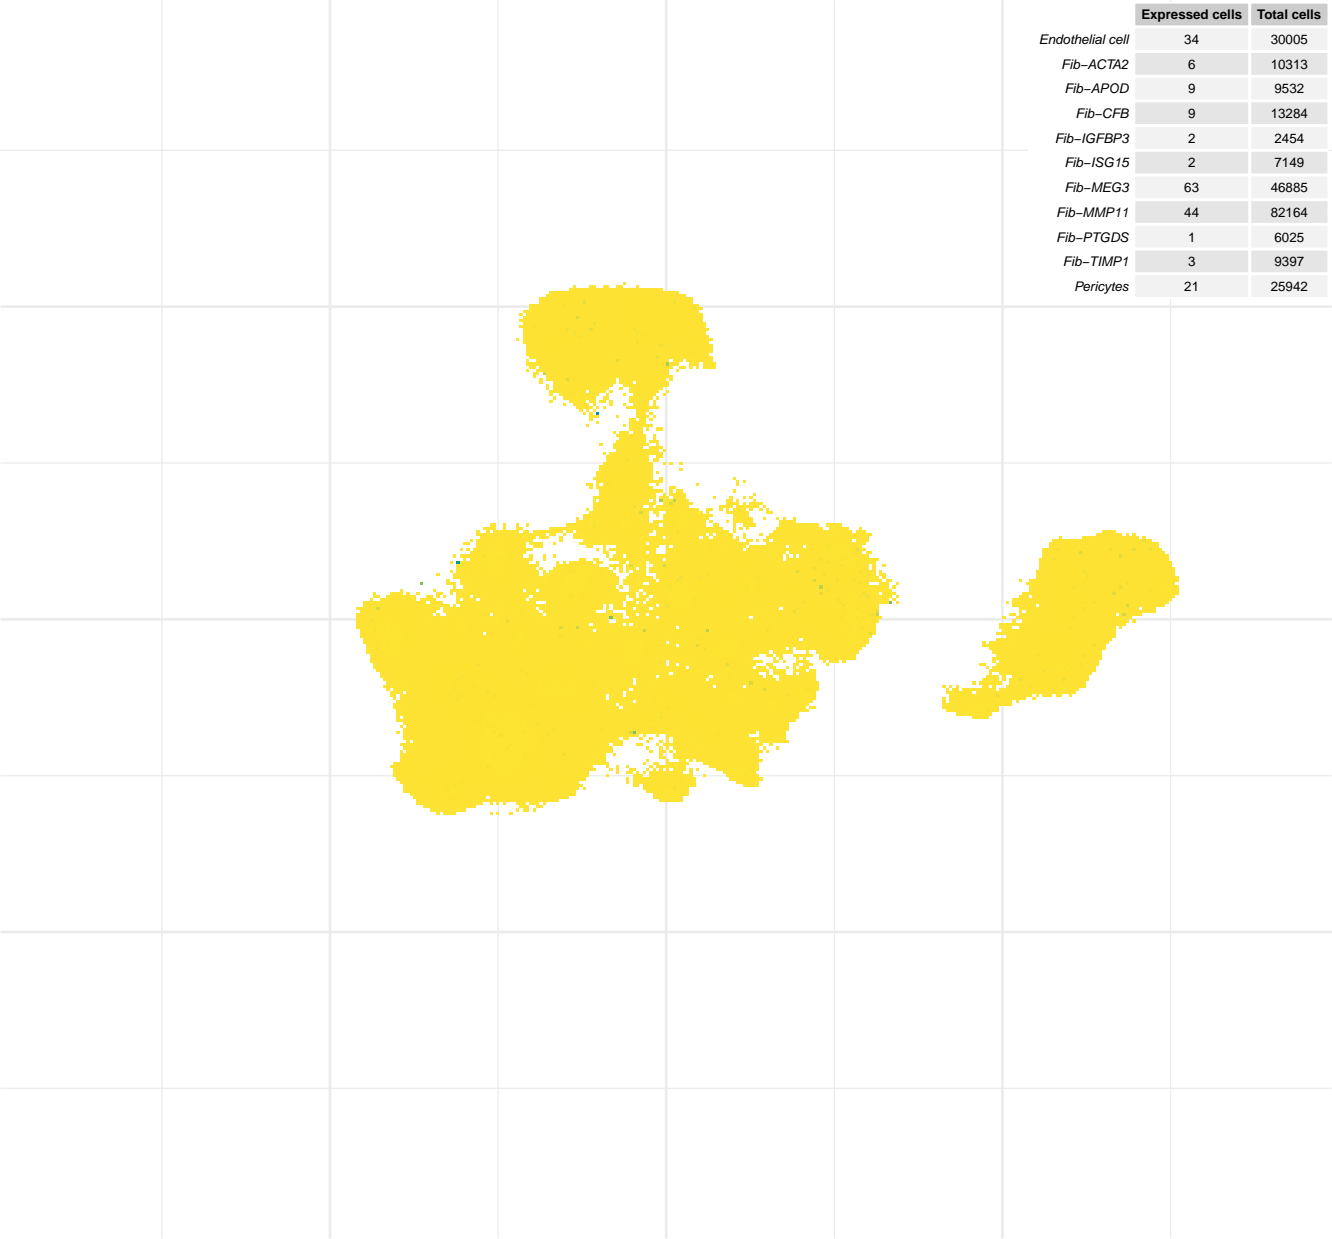 Expressed cells Total cells
Endothelial cell 34 30005
Fib−ACTA2 6 10313
Fib−APOD 9 9532
Fib−CFB 9 13284
Fib−IGFBP3 2 2454
Fib−ISG15 2 7149
Fib−MEG3 63 46885
Fib−MMP11 44 82164
Fib−PTGDS 1 6025
Fib−TIMP1 3 9397
Pericytes 21 25942